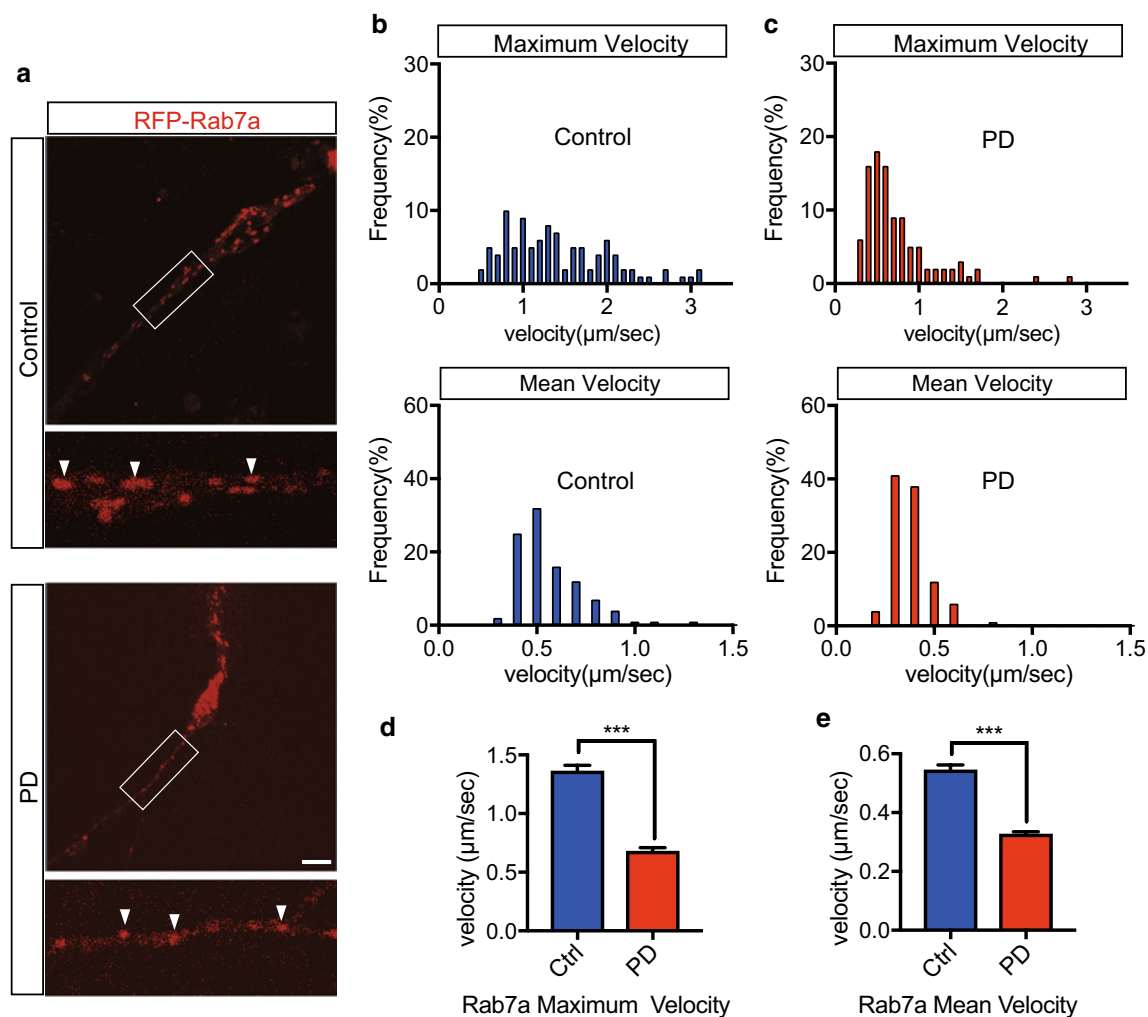 a
RFP-Rab7a
Control
PD
b
Maximum Velocity
30
20
10
0
Frequency(%)
Control
0
1
2
3
velocity(µm/sec)
Mean Velocity
60
40
20
0
Frequency(%)
Control
0.0
0.5
1.0
1.5
velocity(µm/sec)
c
Maximum Velocity
30
20
10
0
Frequency(%)
PD
0
1
2
3
velocity(µm/sec)
Mean Velocity
60
40
20
0
Frequency(%)
PD
0.0
0.5
1.0
1.5
velocity(µm/sec)
d
***
1.5
1.0
0.5
0.0
velocity (µm/sec)
Ctrl
PD
Rab7a Maximum Velocity
e
***
0.6
0.4
0.2
0.0
velocity (µm/sec)
Ctrl
PD
Rab7a Mean Velocity